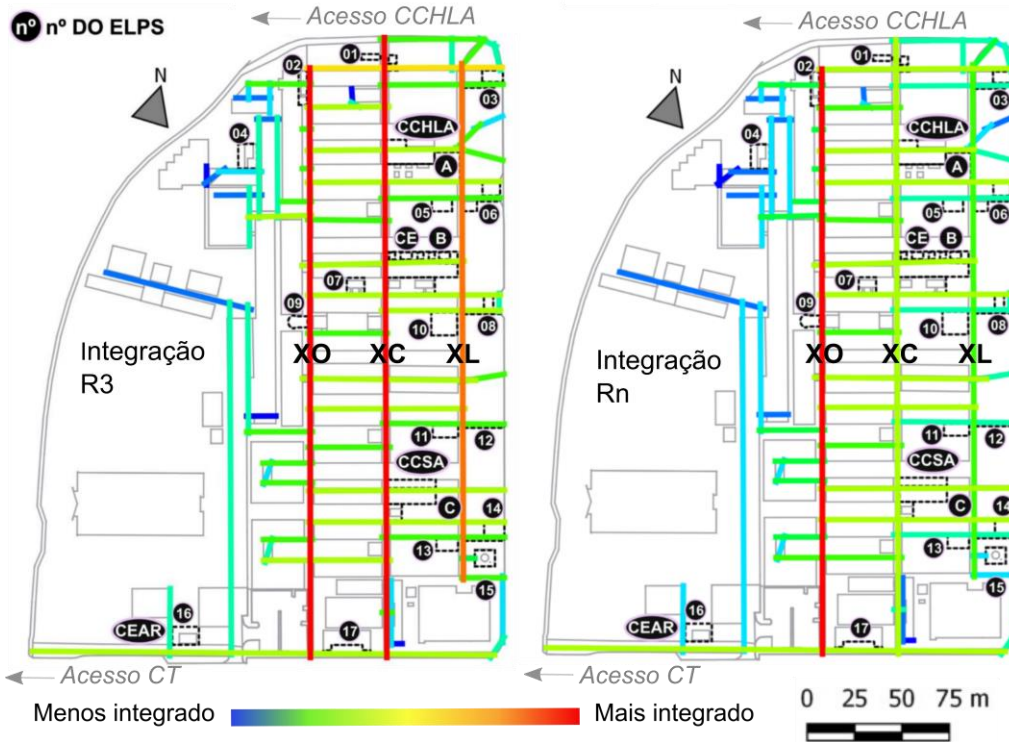 nº nº DO ELPS
Acesso CCHLA
Acesso CCHLA
N
N
01
02
03
04
CCHLA
A
05
06
CE B
07
08
09
10
Integração
R3
XO XC XL
11
12
CCSA
C
14
13
15
16
CEAR
17
01
02
03
04
CCHLA
A
05
06
CE B
07
08
09
10
Integração
Rn
XO XC XL
11
12
CCSA
C
14
13
15
16
CEAR
17
Acesso CT
Acesso CT
Menos integrado Mais integrado
0 25 50 75 m